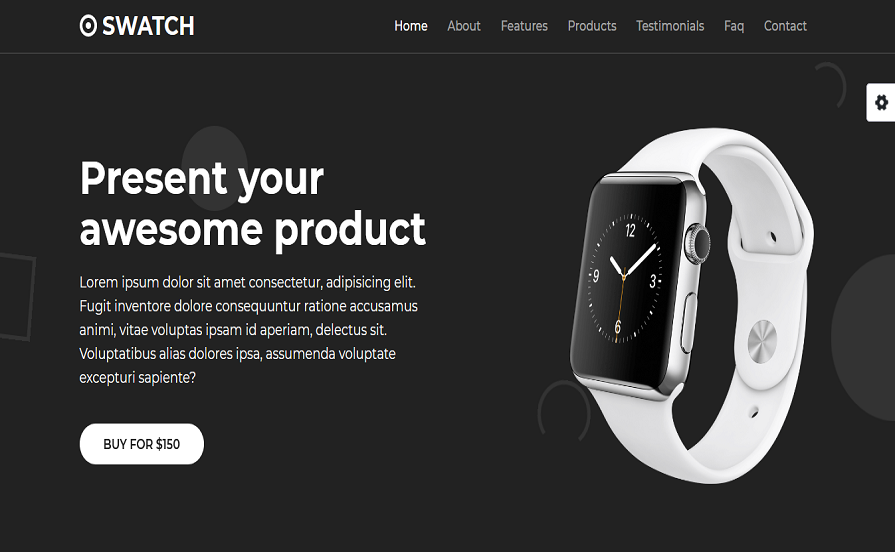 SWATCH
Home About Features Products Testimonials Faq Contact
Present your
awesome product
Lorem ipsum dolor sit amet consectetur, adipisicing elit.
Fugit inventore dolore consequuntur ratione accusamus
animi, vitae voluptas ipsam id aperiam, delectus sit.
Voluptatibus alias dolores ipsa, assumenda voluptate
excepturi sapiente?
BUY FOR $150
12
9
3
6